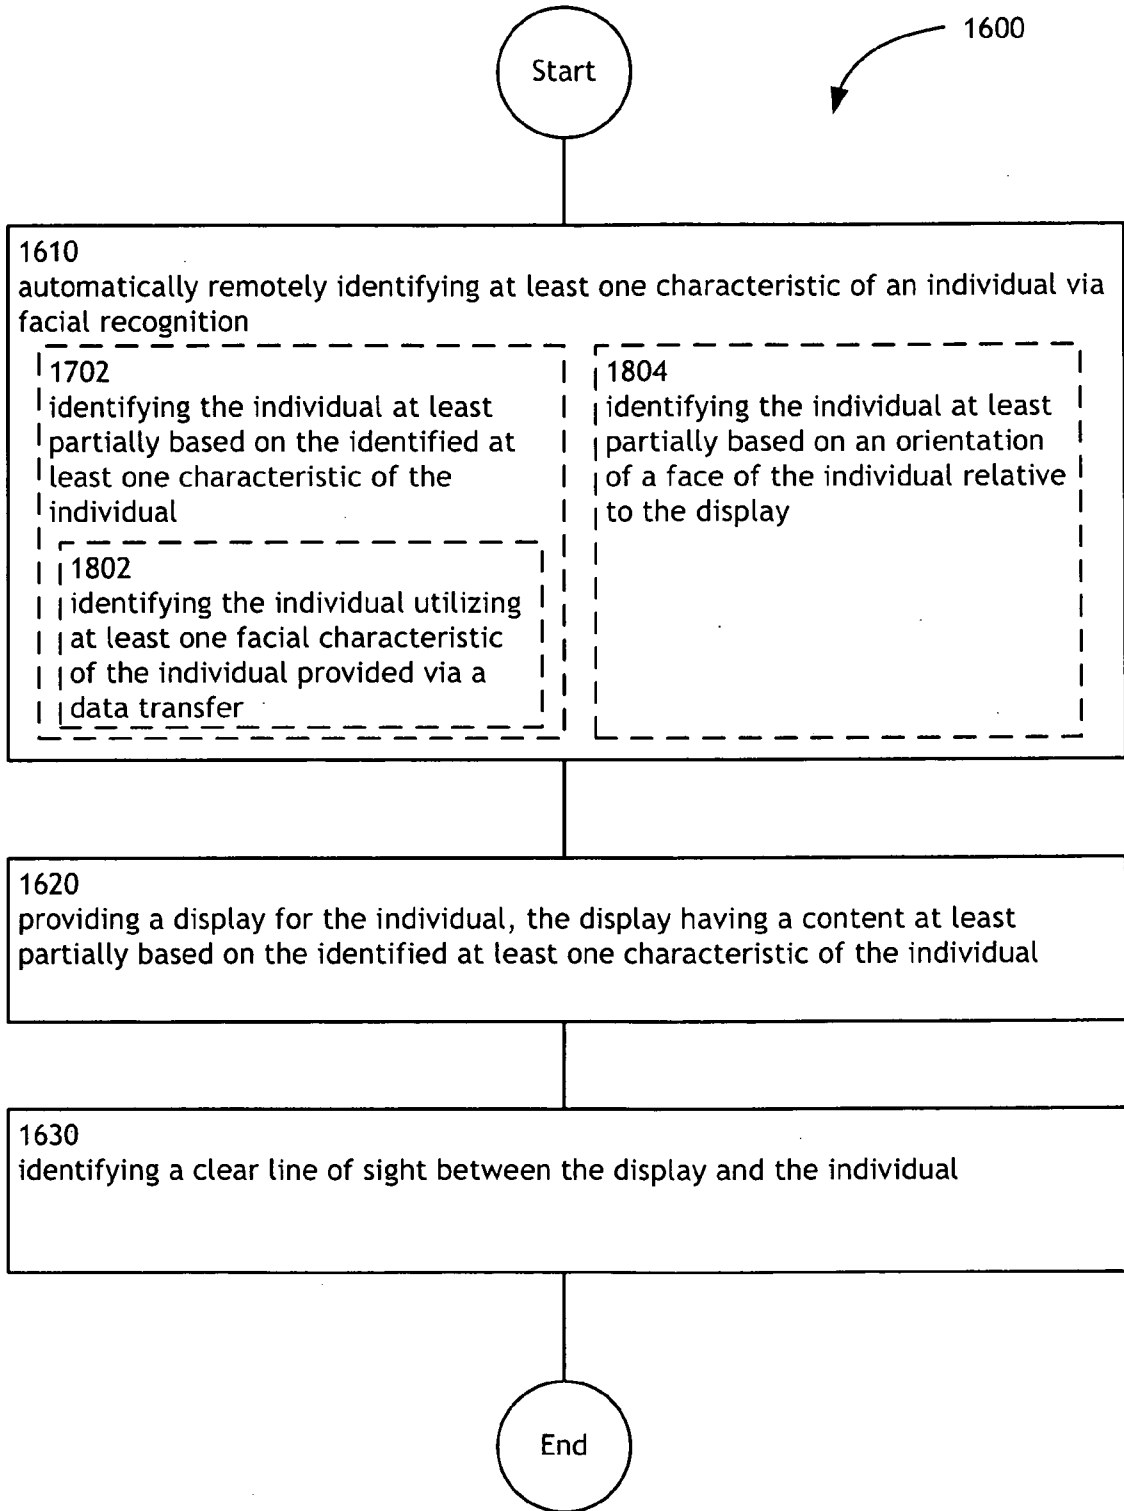 1600
Start
1610
automatically remotely identifying at least one characteristic of an individual via
facial recognition
1702
identifying the individual at least
partially based on the identified at
least one characteristic of the
individual
1802
identifying the individual utilizing
at least one facial characteristic
of the individual provided via a
data transfer
1804
identifying the individual at least
partially based on an orientation
of a face of the individual relative
to the display
1620
providing a display for the individual, the display having a content at least
partially based on the identified at least one characteristic of the individual
1630
identifying a clear line of sight between the display and the individual
End